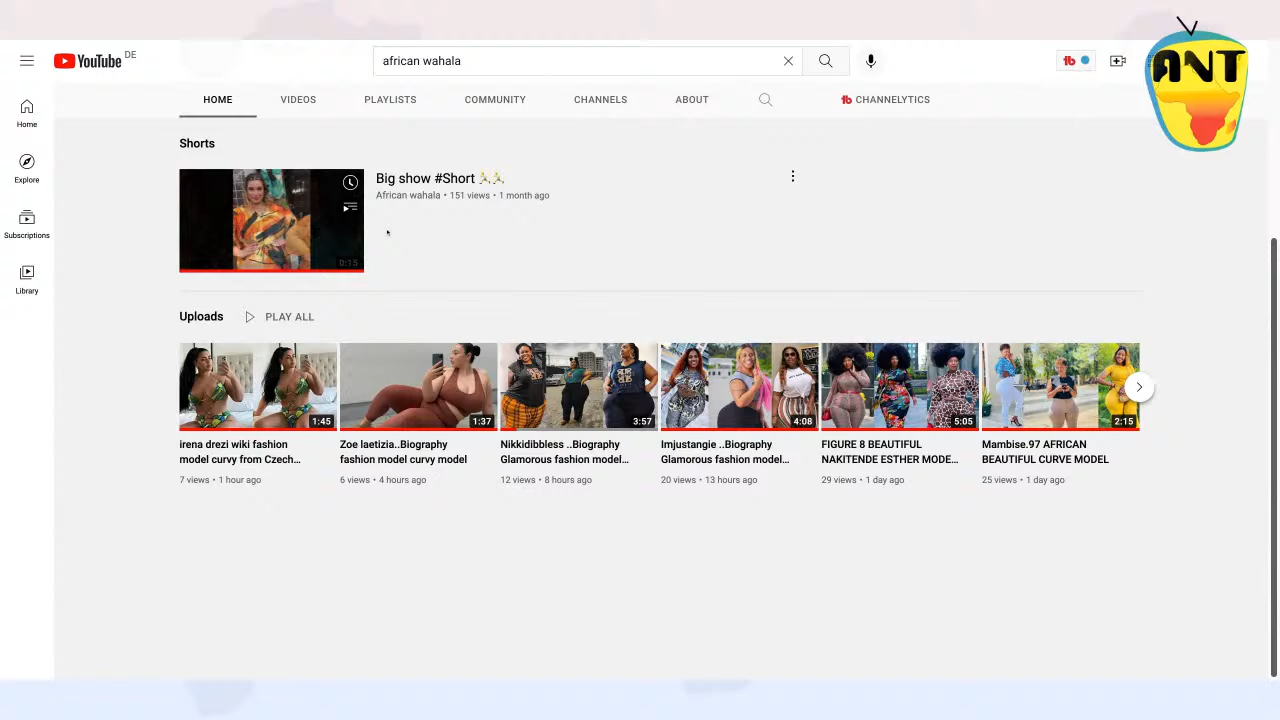 YouTube DE
african wahala
ANT
HOME
VIDEOS
PLAYLISTS
COMMUNITY
CHANNELS
ABOUT
CHANNELYTICS
Home
Explore
Subscriptions
Library
Shorts
Big show #Short
African wahala • 151 views • 1 month ago
0:15
Uploads
PLAY ALL
1:45
irena drezi wiki fashion
model curvy from Czech...
7 views • 1 hour ago
1:37
Zoe laetizia..Biography
fashion model curvy model
6 views • 4 hours ago
3:57
Nikkidibbless ..Biography
Glamorous fashion model...
12 views • 8 hours ago
4:08
Imjustangie ..Biography
Glamorous fashion model...
20 views • 13 hours ago
5:05
FIGURE 8 BEAUTIFUL
NAKITENDE ESTHER MODE...
29 views • 1 day ago
2:15
Mambise.97 AFRICAN
BEAUTIFUL CURVE MODEL
25 views • 1 day ago